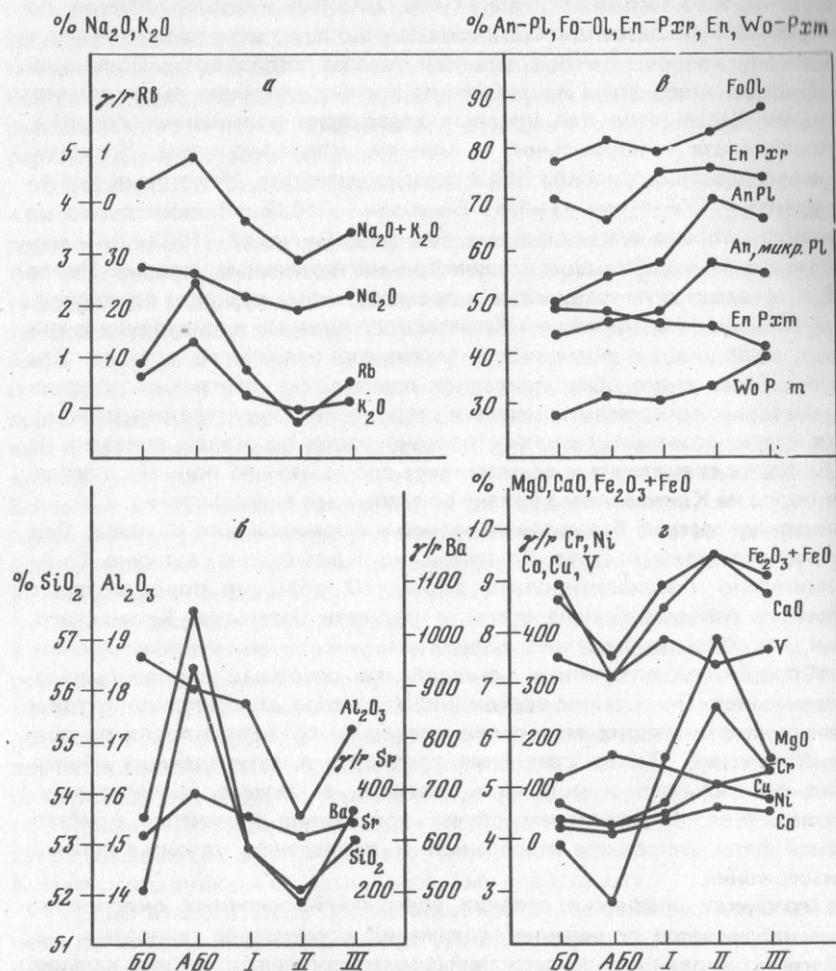 % Na₂O, K₂O
γ/г Rb
а
5 1
4 0
3 30
2 20
1 10
0
Na₂O + K₂O
Na₂O
Rb
K₂O
% An-Pl, Fo-Ol, En-Pxr, En, Wo-Pxm
в
90
80
70
60
50
40
30
FoOl
En Pxr
An Pl
En Pxm
% SiO₂ Al₂O₃
б
γ/г Ba
57 19
56 18
55 17
54 16
53 15
52 14
51
1100
1000
900
800
400 700
600
200 500
Al₂O₃
γ/г Sr
Ba
Sr
SiO₂
бо Або I II III
% MgO, CaO, Fe₂O₃ + FeO
г
10
γ/г Cr, Ni
Co, Cu, V
9
8 400
7 300
6 200
5 100
3
Fe₂O₃ + FeO
CaO
V
MgO
Cr
Cu
Ni
Co
бо Або I II III